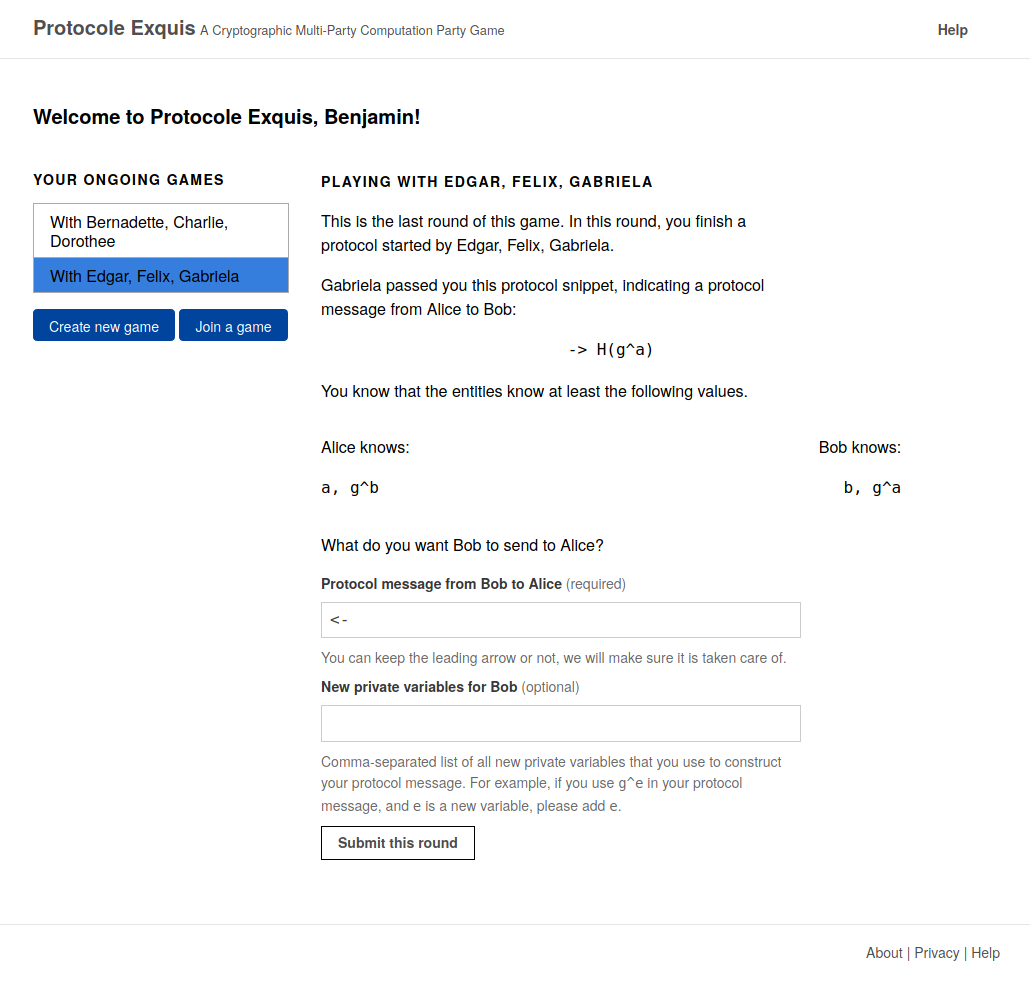 Protocole Exquis A Cryptographic Multi-Party Computation Party Game
Help
Welcome to Protocole Exquis, Benjamin!
YOUR ONGOING GAMES
With Bernadette, Charlie,
Dorothee
With Edgar, Felix, Gabriela
Create new game
Join a game
PLAYING WITH EDGAR, FELIX, GABRIELA
This is the last round of this game. In this round, you finish a
protocol started by Edgar, Felix, Gabriela.
Gabriela passed you this protocol snippet, indicating a protocol
message from Alice to Bob:
-> H(g^a)
You know that the entities know at least the following values.
Alice knows:
a, g^b
Bob knows:
b, g^a
What do you want Bob to send to Alice?
Protocol message from Bob to Alice (required)
<-
You can keep the leading arrow or not, we will make sure it is taken care of.
New private variables for Bob (optional)
Comma-separated list of all new private variables that you use to construct
your protocol message. For example, if you use g^e in your protocol
message, and e is a new variable, please add e.
Submit this round
About | Privacy | Help